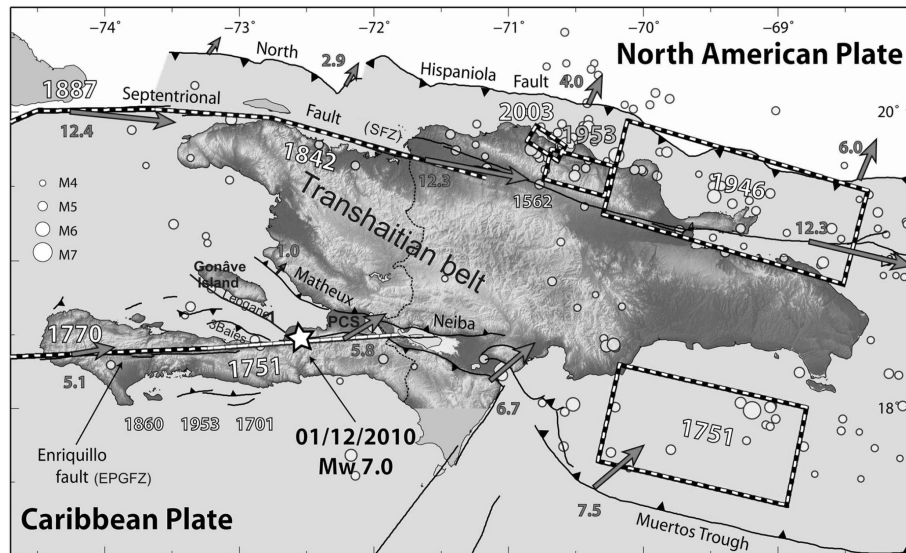 −74
−73
−72
−71
−70
−69
North American Plate
North
2.9
Hispaniola
Fault
4.0
1887
Septentrional
12.4
Fault
(SFZ)
2003
1953
20°
6.0
1842
12.3
1562
1946
12.3
M4
M5
M6
M7
Transhaitian belt
1.0
Gonâve
Island
Matheux
Leogane
3Baies
PCS
Neiba
1770
5.1
1751
5.8
6.7
18°
1860
1953
1701
1751
01/12/2010
Mw 7.0
Enriquillo
fault (EPGFZ)
7.5
Caribbean Plate
Muertos Trough